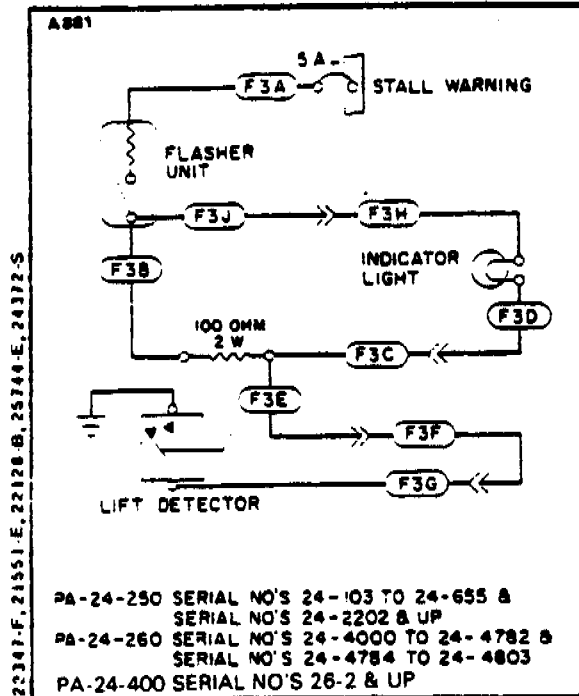 A881
5 A
F3A
STALL WARNING
FLASHER
UNIT
F3J
F3H
F3B
INDICATOR
LIGHT
F3D
100 OHM
2 W
F3C
F3E
F3F
F3G
LIFT DETECTOR
PA-24-250 SERIAL NO'S 24-103 TO 24-655 &
SERIAL NO'S 24-2202 & UP
PA-24-260 SERIAL NO'S 24-4000 TO 24-4782 &
SERIAL NO'S 24-4784 TO 24-4803
PA-24-400 SERIAL NO'S 26-2 & UP
22347-F, 21551-E, 22128-B, 25744-E, 24372-S